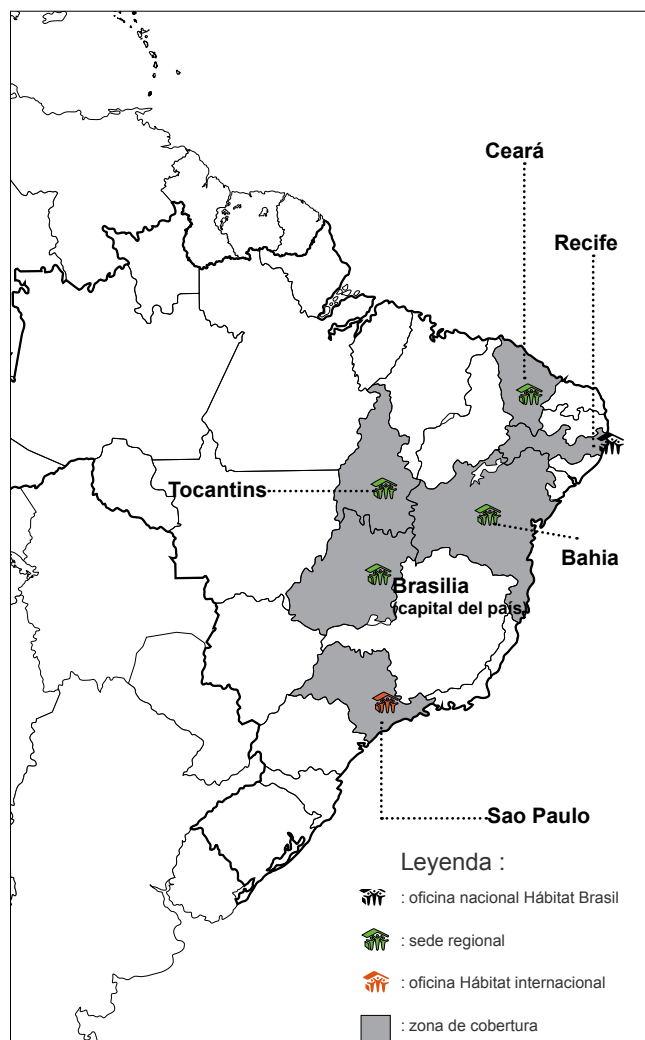 Ceará
Recife
Tocantins
Bahia
Brasilia
(capital del país)
Sao Paulo
Leyenda :
: oficina nacional Hábitat Brasil
: sede regional
: oficina Hábitat internacional
: zona de cobertura